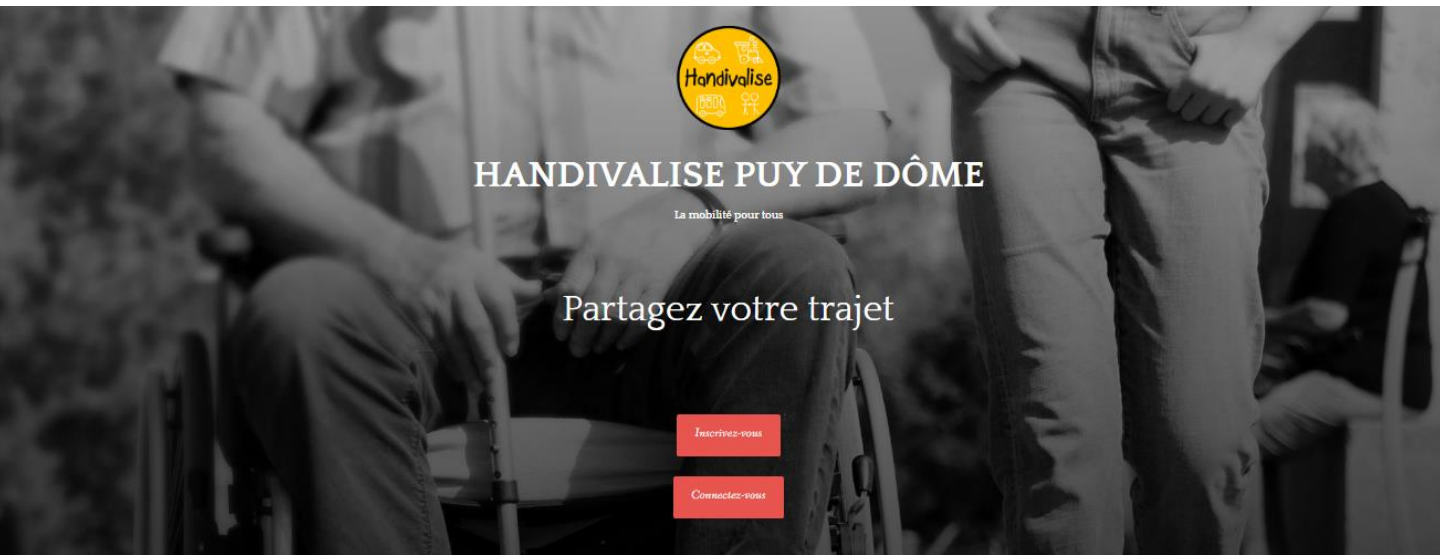 Handivalise
HANDIVALISE PUY DE DÔME
La mobilité pour tous
Partagez votre trajet
Inscrivez-vous
Connectez-vous